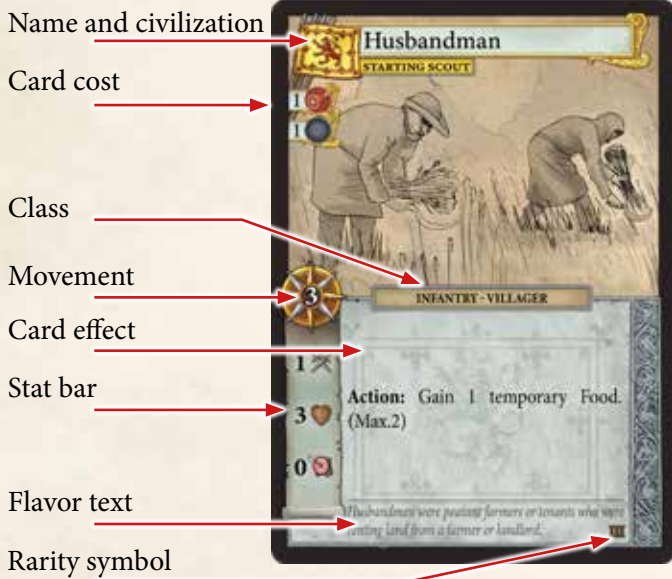 Name and civilization
Card cost
Class
Movement
Card effect
Stat bar
Flavor text
Rarity symbol
Husbandman
STARTING SCOUT
1
1
3
INFANTRY - VILLAGER
1
3
0
Action: Gain 1 temporary Food.
(Max.2)
Husbandmen were peasant farmers or tenants who were
renting land from a farmer or landlord.
III